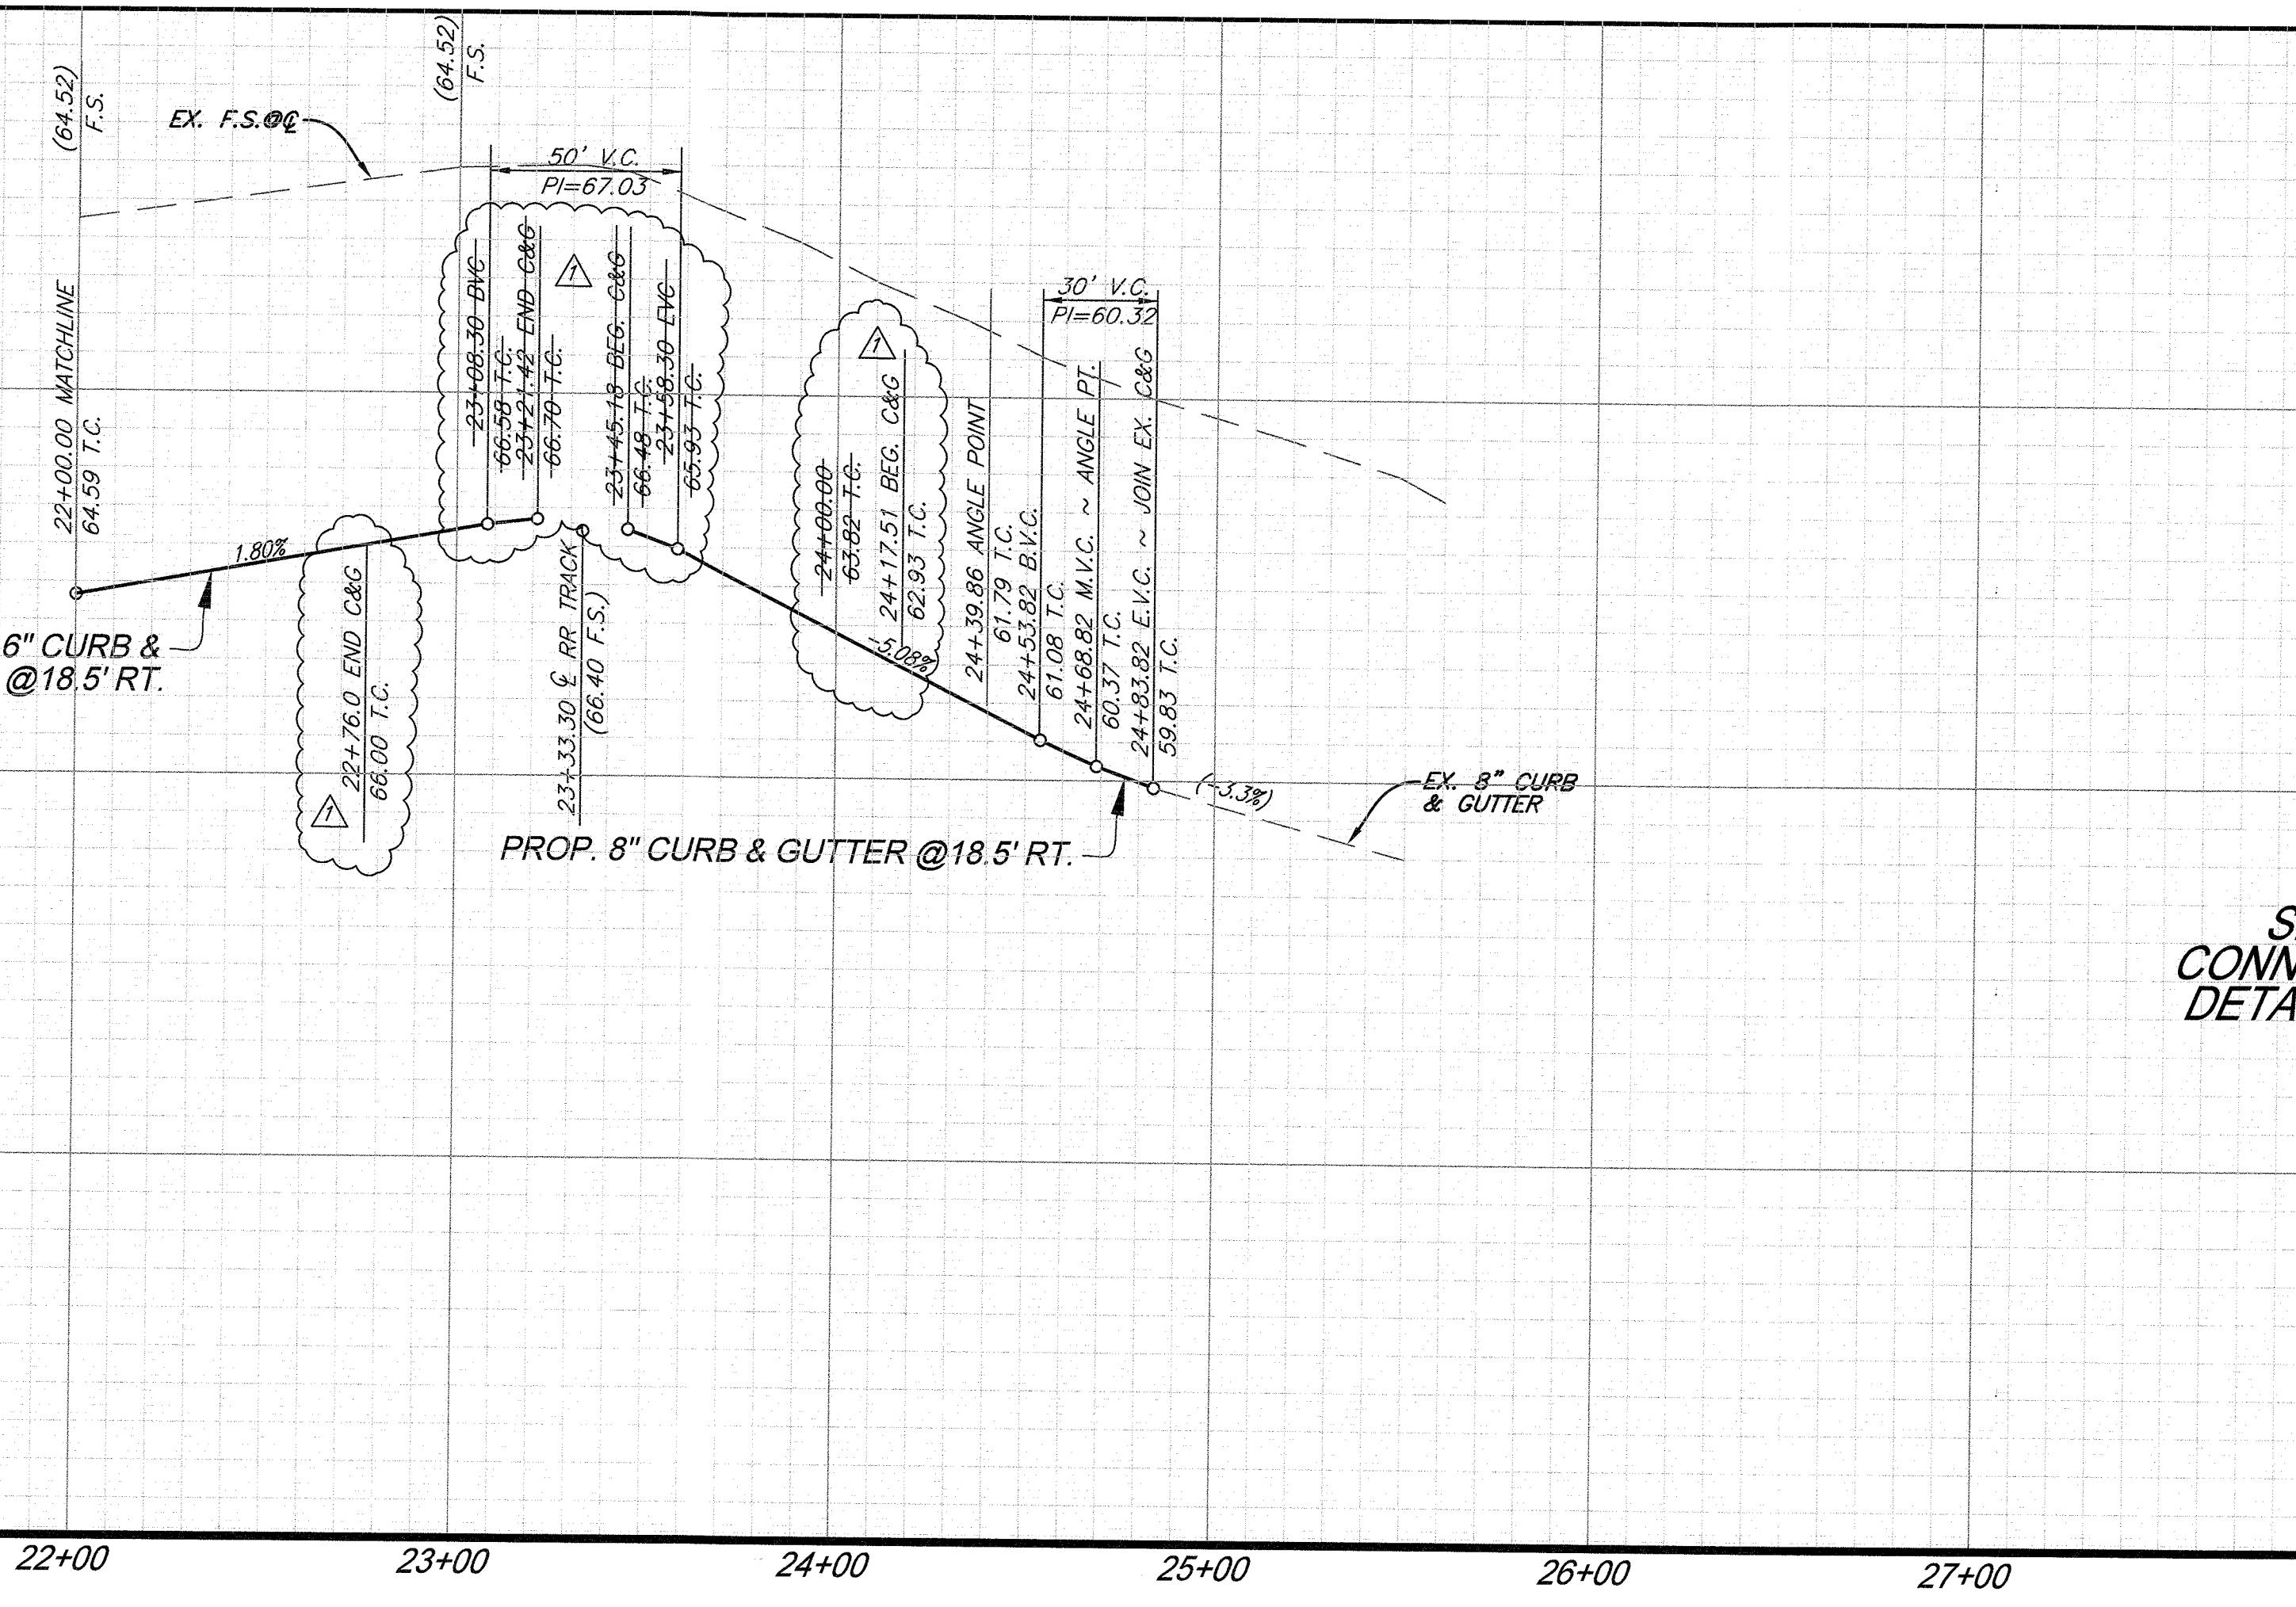 (64.52)
F.S.
(64.52)
F.S.
EX. F.S.@℄
50' V.C.
PI=67.03
22+00.00 MATCHLINE
64.59 T.C.
1.80%
6" CURB &
@18.5' RT.
1
22+76.0 END C&G
66.00 T.C.
23+08.30 BVC
66.58 T.C.
23+21.42 END C&G
66.70 T.C.
1
23+33.30 ℄ RR TRACK
(66.40 F.S.)
23+45.18 BEG. C&G
66.48 T.C.
23+58.30 EVC
65.93 T.C.
1
24+00.00
63.82 T.C.
24+17.51 BEG. C&G
62.93 T.C.
-5.08%
24+39.86 ANGLE POINT
61.79 T.C.
30' V.C.
PI=60.32
24+53.82 B.V.C.
61.08 T.C.
24+68.82 M.V.C. ~ ANGLE PT.
60.37 T.C.
24+83.82 E.V.C. ~ JOIN EX. C&G
59.83 T.C.
(-3.3%)
EX. 8" CURB
& GUTTER
PROP. 8" CURB & GUTTER @18.5' RT.
S
CONN
DETA
22+00
23+00
24+00
25+00
26+00
27+00